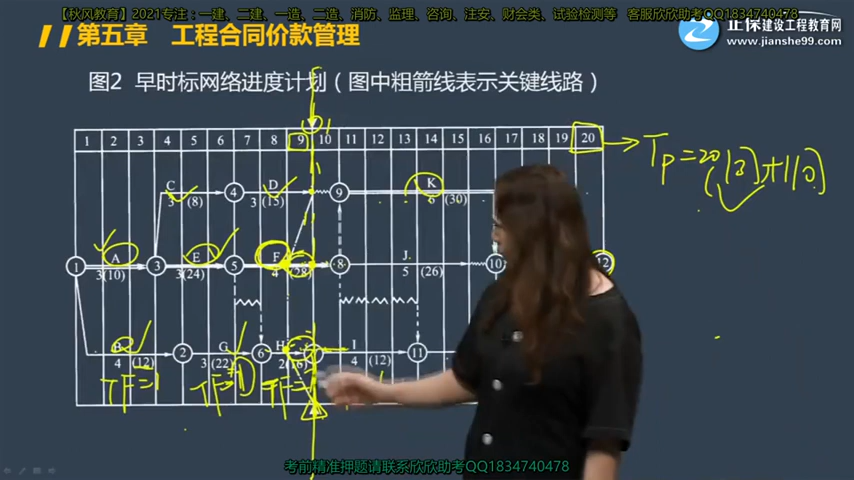 【秋风教育】2021专注：一建、二建、一造、二造、消防、监理、咨询、注安、财会类、试验检测等 客服欣欣助考QQ1834740478
第五章 工程合同价款管理
正保建设工程教育网
www.jianshe99.com
图2 早时标网络进度计划（图中粗箭线表示关键线路）
1 2 3 4 5 6 7 8 9 10 11 12 13 14 15 16 17 18 19 20
Tp=20
C 4 D 9 K
3 (8) 3 (15) 6 (30)
1 A 3 E 5 F 8 J 10 12
3(10) 3(24) 4 (28) 5 (26)
B 2 G 6 H I 11
4 (12) 3 (22) 2 4 (12)
TF=1 TF=1 TF=
考前精准押题请联系欣欣助考QQ1834740478